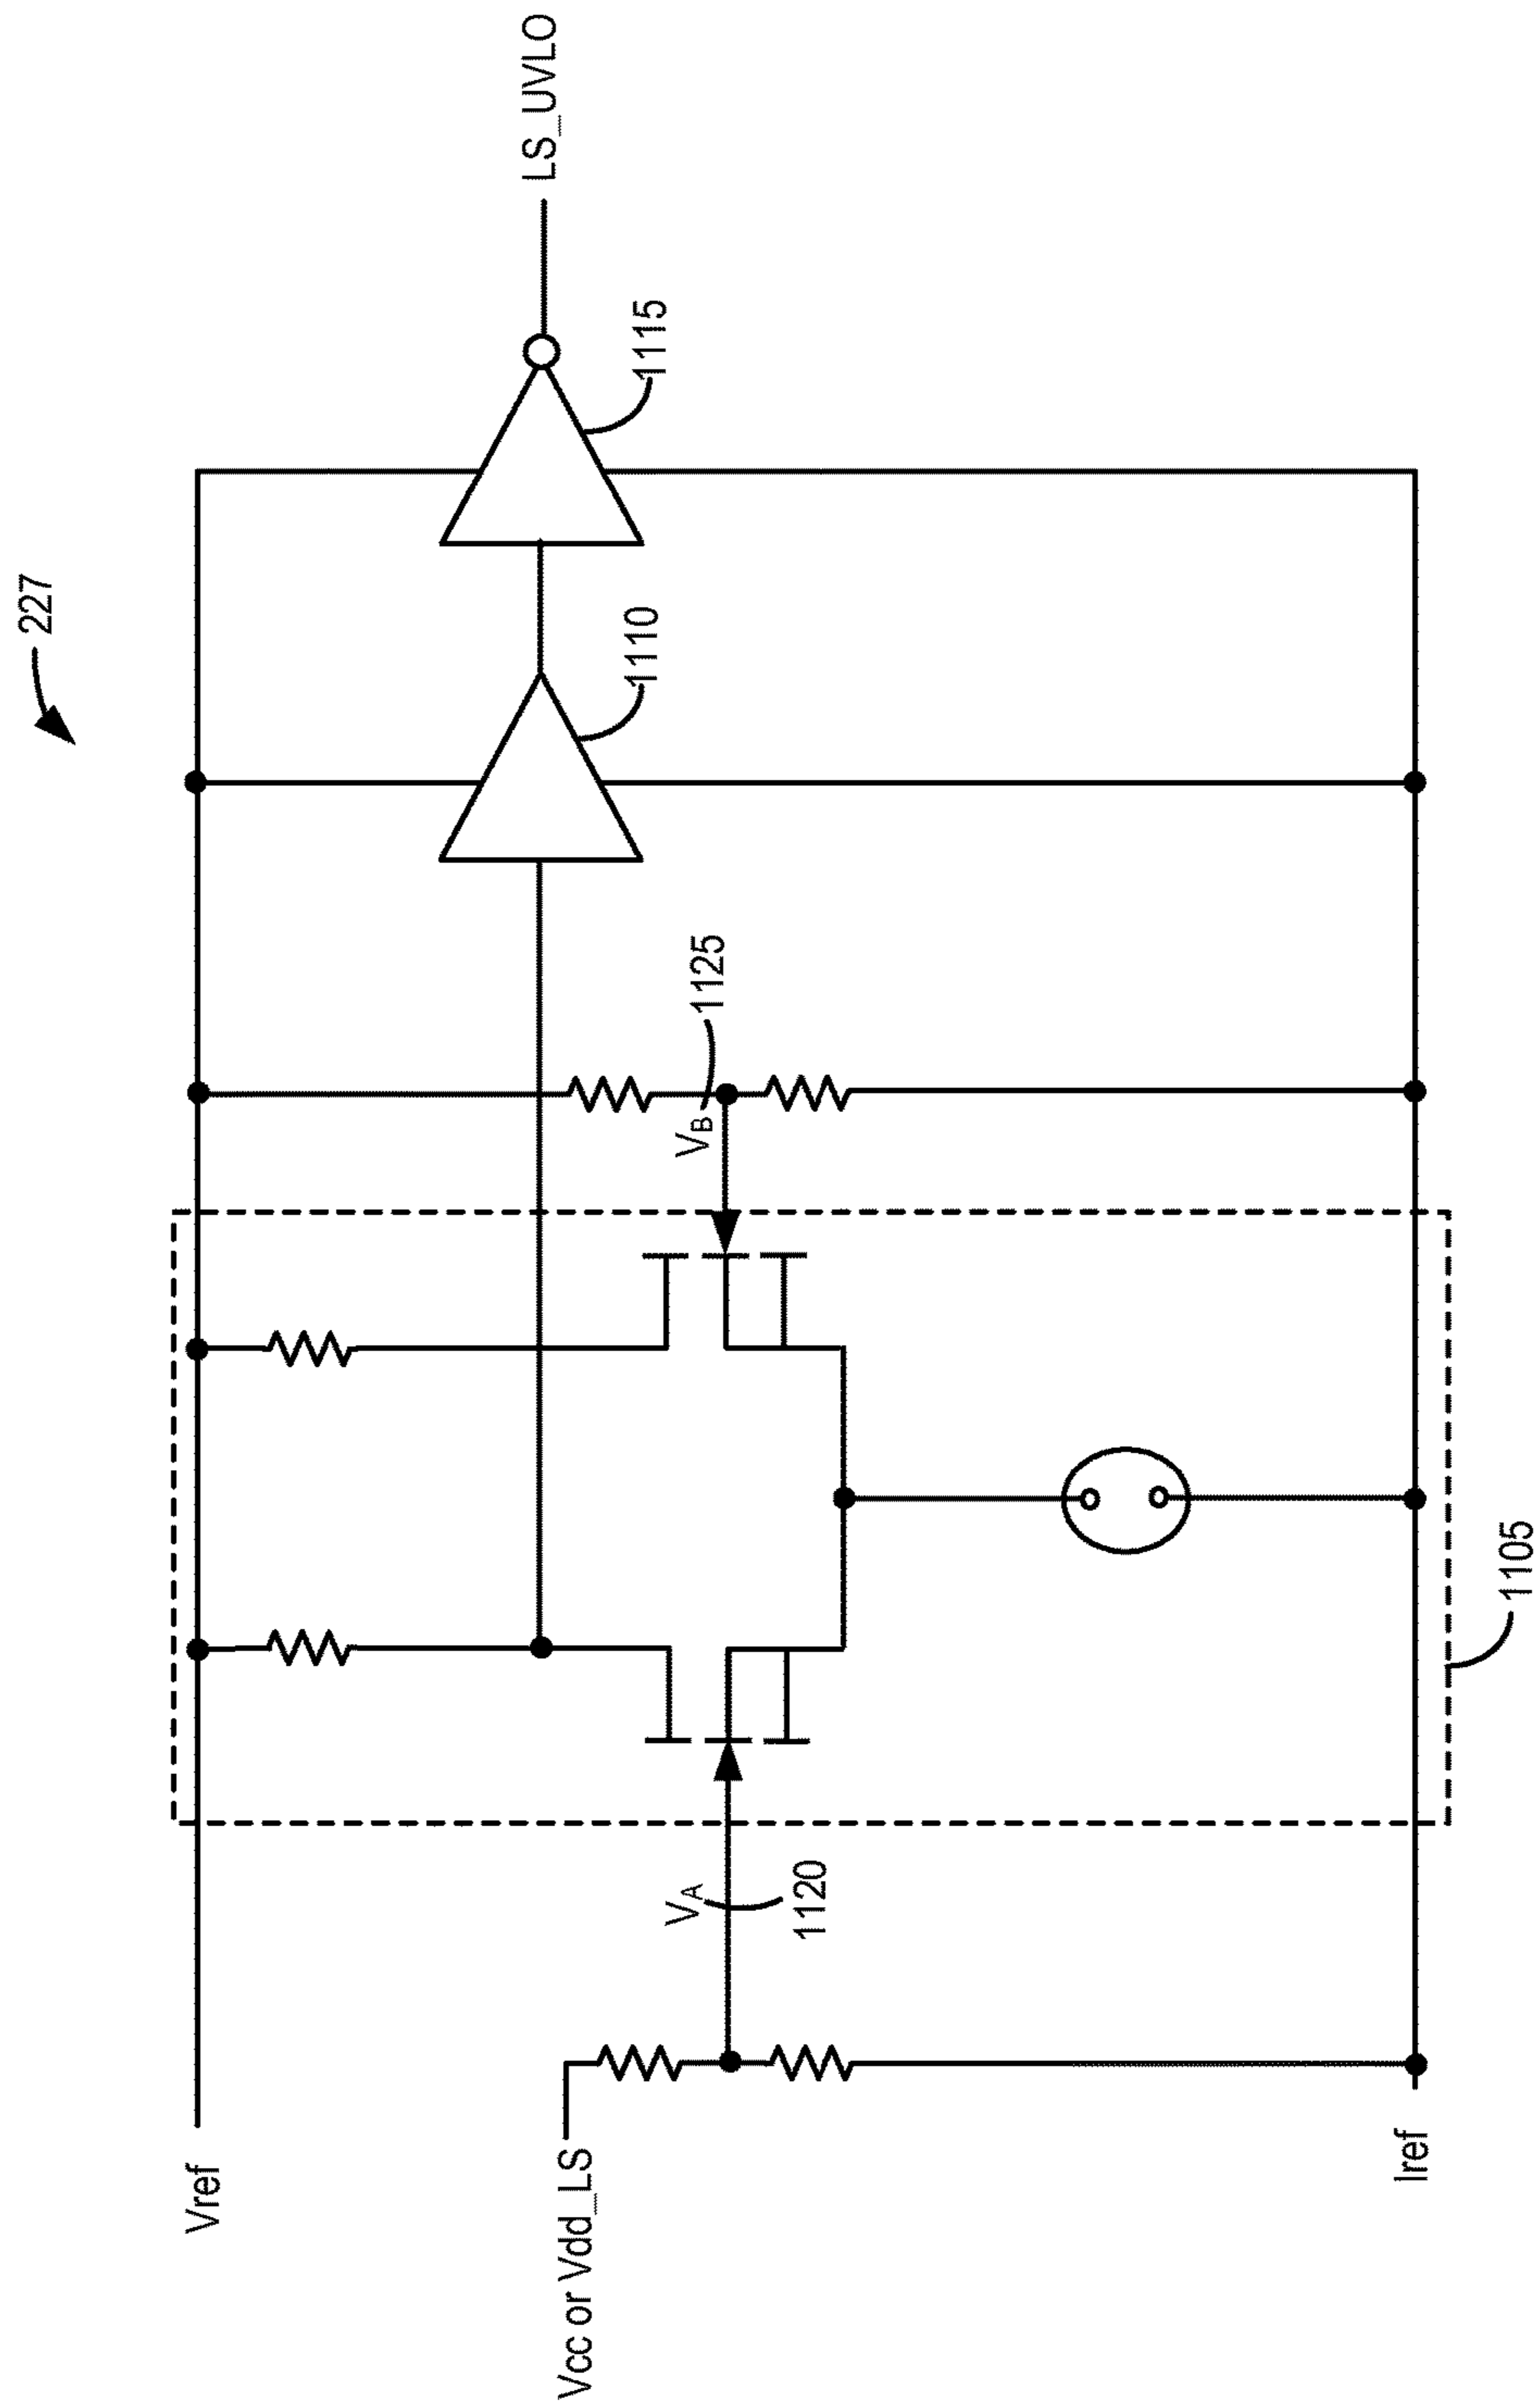 227
Vref
LS_UVLO
1110
1115
1125
VB
Vcc or Vdd_LS
VA
1120
Iref
1105